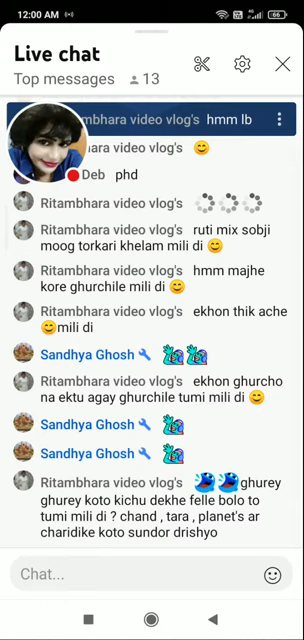 12:00 AM
66
Live chat
Top messages 13
mbhara video vlog's hmm lb
ara video vlog's 😊
Deb phd
Ritambhara video vlog's
Ritambhara video vlog's ruti mix sobji
moog torkari khelam mili di 😊
Ritambhara video vlog's hmm majhe
kore ghurchile mili di 😊
Ritambhara video vlog's ekhon thik ache
😊mili di
Sandhya Ghosh
Ritambhara video vlog's ekhon ghurcho
na ektu agay ghurchile tumi mili di 😊
Sandhya Ghosh
Sandhya Ghosh
Ritambhara video vlog's ghurey
ghurey koto kichu dekhe felle bolo to
tumi mili di ? chand , tara , planet's ar
charidike koto sundor drishyo
Chat...